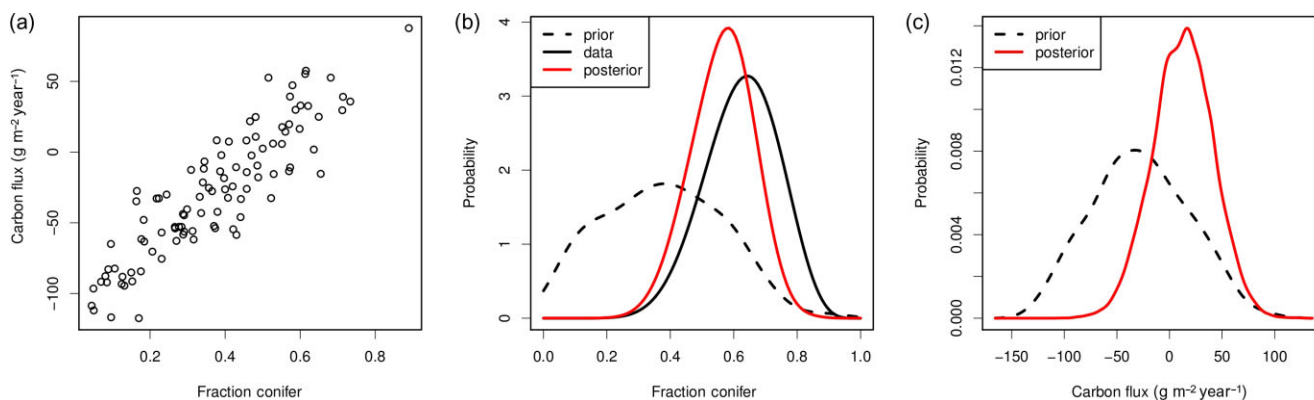 (a)
Carbon flux (g m⁻² year⁻¹)
50
0
−50
−100
0.2 0.4 0.6 0.8
Fraction conifer
(b)
prior
data
posterior
Probability
4
3
2
1
0
0.0 0.2 0.4 0.6 0.8 1.0
Fraction conifer
(c)
prior
posterior
Probability
0.012
0.008
0.004
0.000
−150 −100 −50 0 50 100
Carbon flux (g m⁻² year⁻¹)